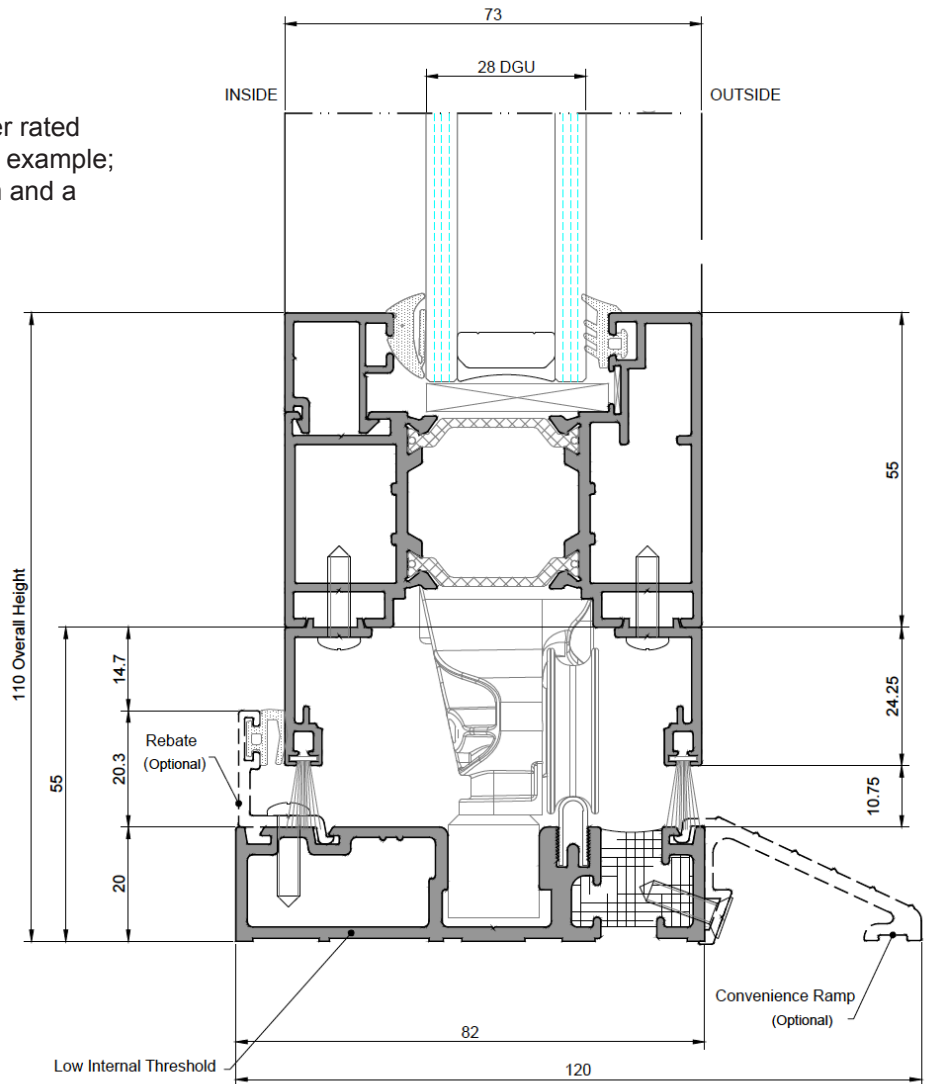 73
28 DGU
INSIDE
OUTSIDE
er rated
example;
and a
55
110 Overall Height
14.7
24.25
Rebate
(Optional)
20.3
55
10.75
20
Convenience Ramp
(Optional)
82
Low Internal Threshold
120